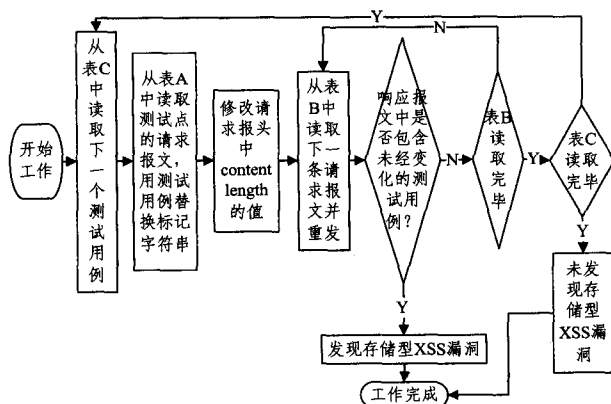 Y
N
开始
工作
从
表C
中
读
取
下
一
个
测
试
用
例
从表A
中读取
测试点
的请求
报文，
用测试
用例替
换标记
字符串
修改请
求报头
中
content
length
的值
从表
B中
读取
下一
条请
求报
文并
重发
响应报
文中是
否包含
未经变
化的测
试用
例？
N
表B
读取
完毕
Y
表C
读取
完毕
Y
Y
发现存储型XSS漏洞
未发
现存
储型
XSS漏
洞
工作完成